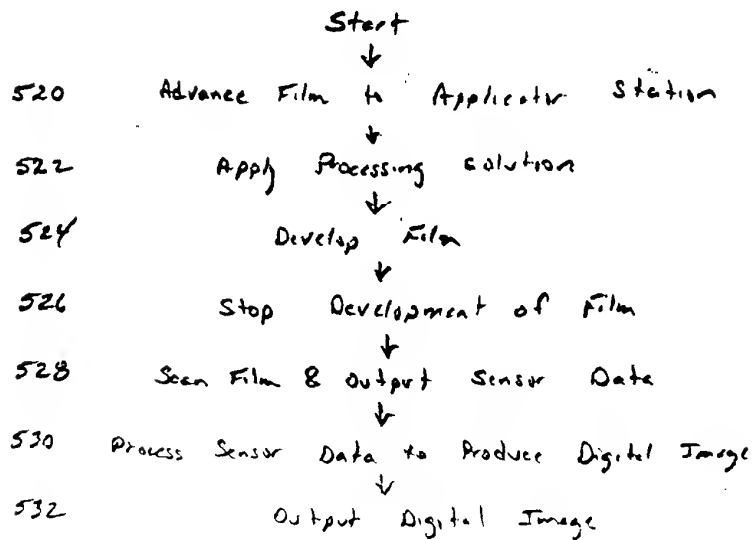 Start
520 Advance Film to Applicator Station
522 Apply Processing Solution
524 Develop Film
526 Stop Development of Film
528 Scan Film & Output Sensor Data
530 Process Sensor Data to Produce Digital Image
532 Output Digital Image